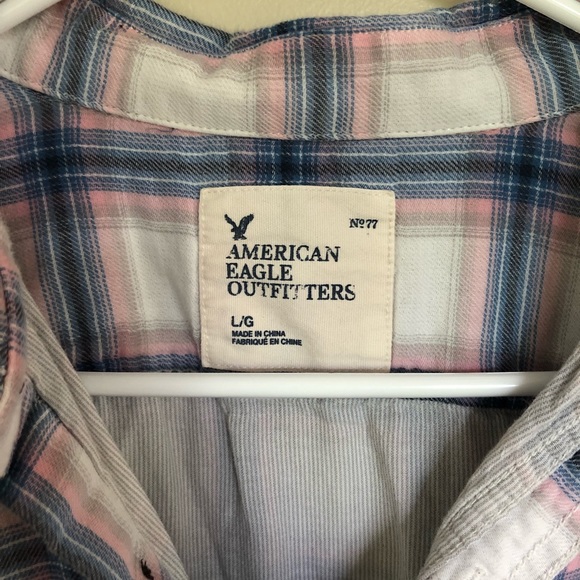 Nº77
AMERICAN
EAGLE
OUTFITTERS
L/G
MADE IN CHINA
FABRIQUÉ EN CHINE